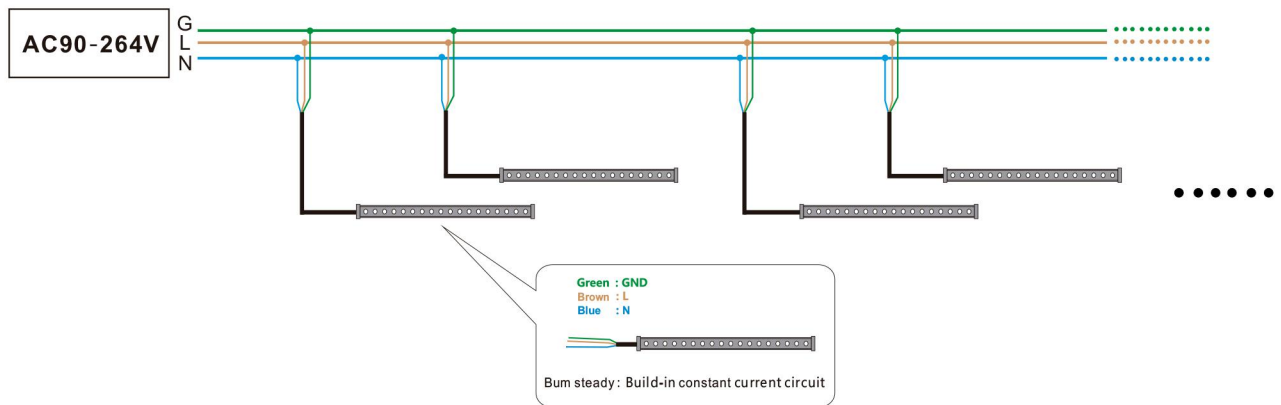 AC90-264V
G
L
N
Green : GND
Brown : L
Blue : N
Bum steady: Build-in constant current circuit